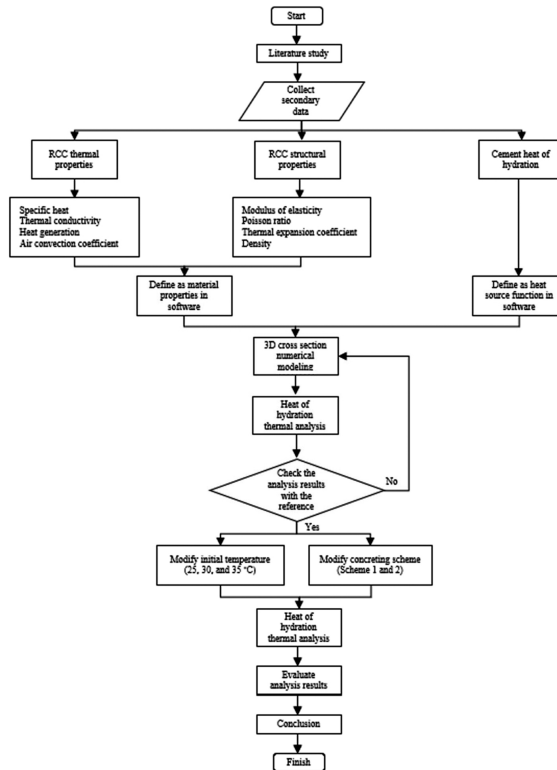 Start
Literature study
Collect
secondary
data
RCC thermal
properties
RCC structural
properties
Cement heat of
hydration
Specific heat
Thermal conductivity
Heat generation
Air convection coefficient
Modulus of elasticity
Poisson ratio
Thermal expansion coefficient
Density
Define as material
properties in
software
Define as heat
source function in
software
3D cross section
numerical
modeling
Heat of
hydration
thermal analysis
Check the
analysis results
with the
reference
No
Yes
Modify initial temperature
(25, 30, and 35 °C)
Modify concreting scheme
(Scheme 1 and 2)
Heat of
hydration
thermal analysis
Evaluate
analysis results
Conclusion
Finish